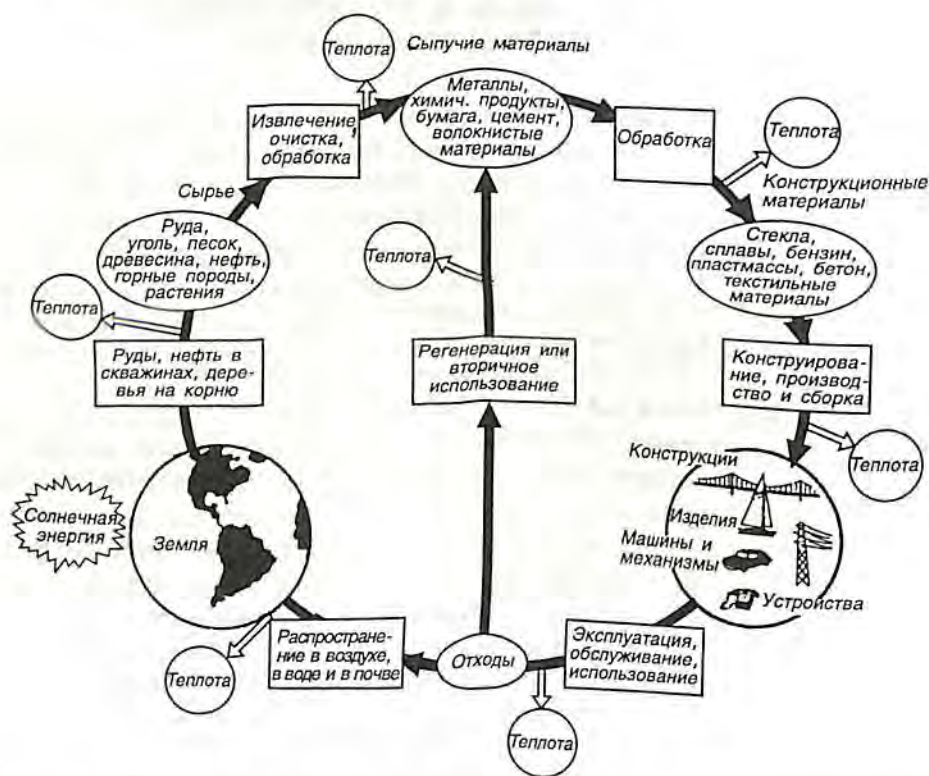 Теплота
Сыпучие материалы
Металлы,
химич. продукты,
бумага, цемент,
волокнистые
материалы
Извлечение,
очистка,
обработка
Обработка
Теплота
Сырье
Конструкционные
материалы
Руда,
уголь, песок,
древесина, нефть,
горные породы,
растения
Теплота
Стекла,
сплавы, бензин,
пластмассы, бетон,
текстильные
материалы
Теплота
Руды, нефть в
скважинах, дере-
вья на корню
Регенерация или
вторичное
использование
Конструирова-
ние, производ-
ство и сборка
Теплота
Солнечная
энергия
Земля
Конструкции
Изделия
Машины и
механизмы
Устройства
Теплота
Распростране-
ние в воздухе,
в воде и в почве
Отходы
Эксплуатация,
обслуживание,
использование
Теплота